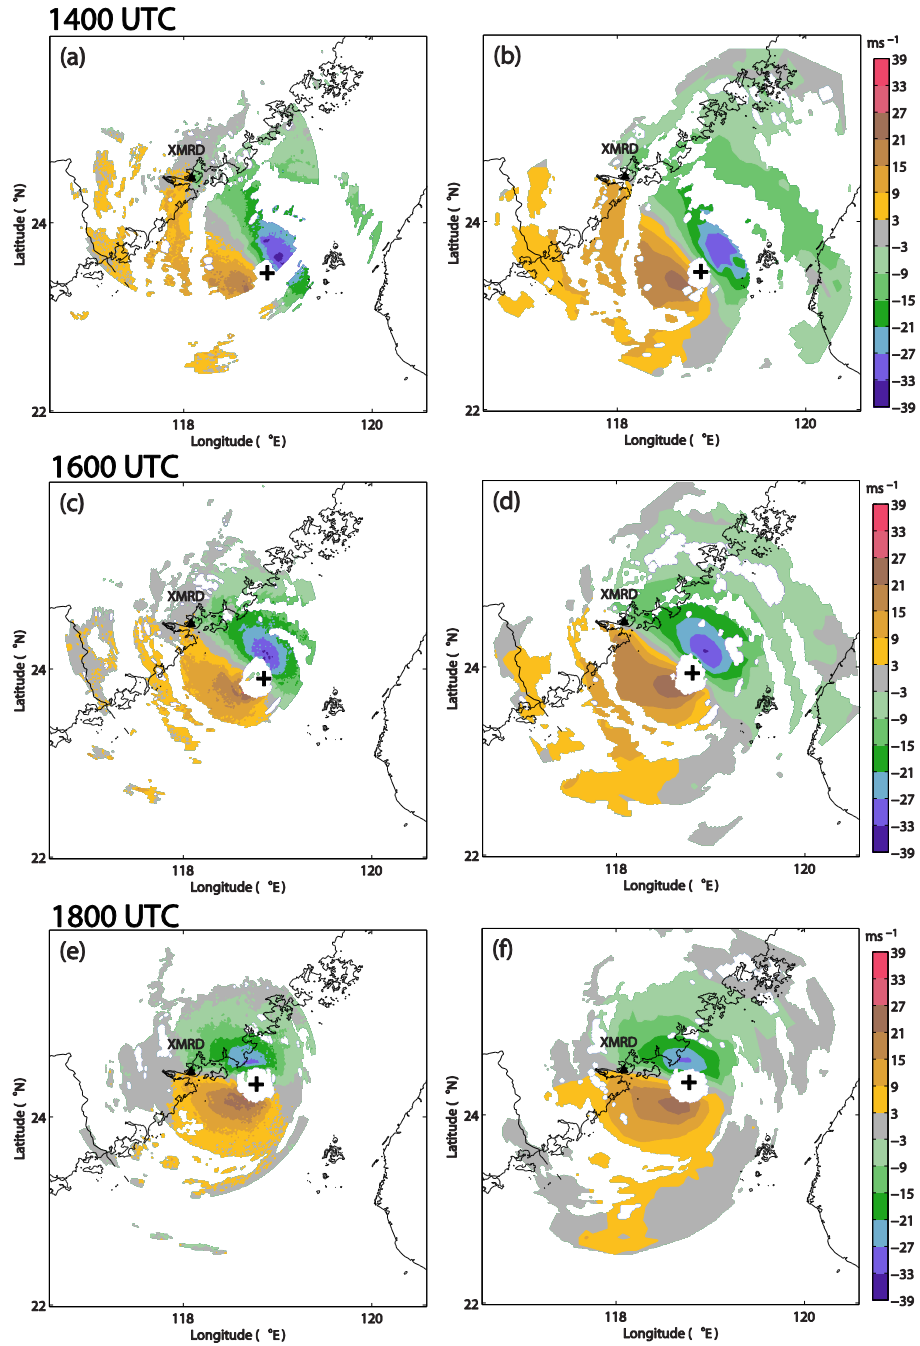 1400 UTC
(a)
XMRD
24
22
118
120
Latitude ( °N)
Longitude ( °E)
(b)
XMRD
24
22
118
120
Latitude ( °N)
Longitude ( °E)
ms −1
39
33
27
21
15
9
3
−3
−9
−15
−21
−27
−33
−39
1600 UTC
(c)
XMRD
24
22
118
120
Latitude ( °N)
Longitude ( °E)
(d)
XMRD
24
22
118
120
Latitude ( °N)
Longitude ( °E)
ms −1
39
33
27
21
15
9
3
−3
−9
−15
−21
−27
−33
−39
1800 UTC
(e)
XMRD
24
22
118
120
Latitude ( °N)
Longitude ( °E)
(f)
XMRD
24
22
118
120
Latitude ( °N)
Longitude ( °E)
ms −1
39
33
27
21
15
9
3
−3
−9
−15
−21
−27
−33
−39